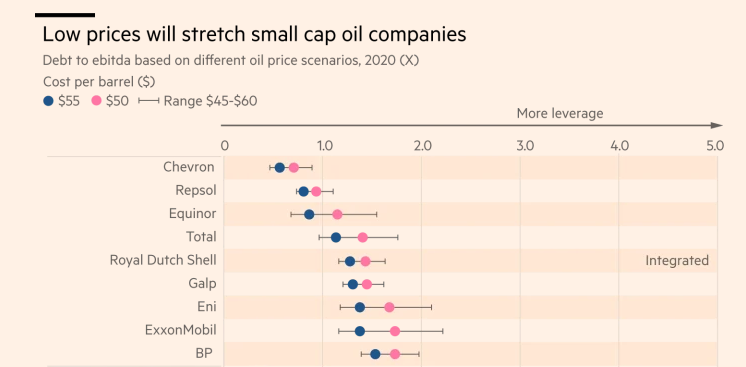 Low prices will stretch small cap oil companies
Debt to ebitda based on different oil price scenarios, 2020 (X)
Cost per barrel ($)
$55 $50 Range $45-$60
More leverage
0 1.0 2.0 3.0 4.0 5.0
Chevron
Repsol
Equinor
Total
Royal Dutch Shell Integrated
Galp
Eni
ExxonMobil
BP